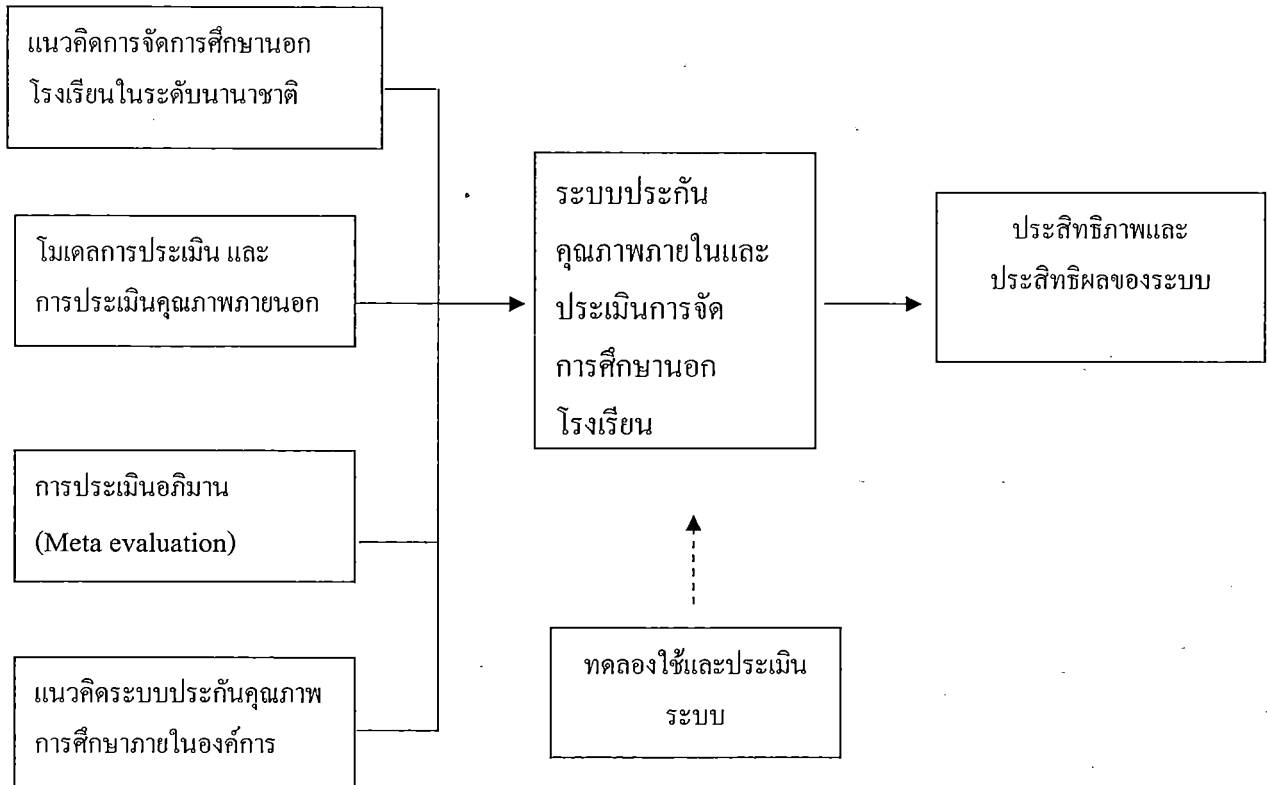 แนวคิดการจัดการศึกษานอก
โรงเรียนในระดับนานาชาติ
โมเดลการประเมิน และ
การประเมินคุณภาพภายนอก
การประเมินอภิมาน
(Meta evaluation)
แนวคิดระบบประกันคุณภาพ
การศึกษาภายในองค์การ
ระบบประกัน
คุณภาพภายในและ
ประเมินการจัด
การศึกษานอก
โรงเรียน
ทดลองใช้และประเมิน
ระบบ
ประสิทธิภาพและ
ประสิทธิผลของระบบ